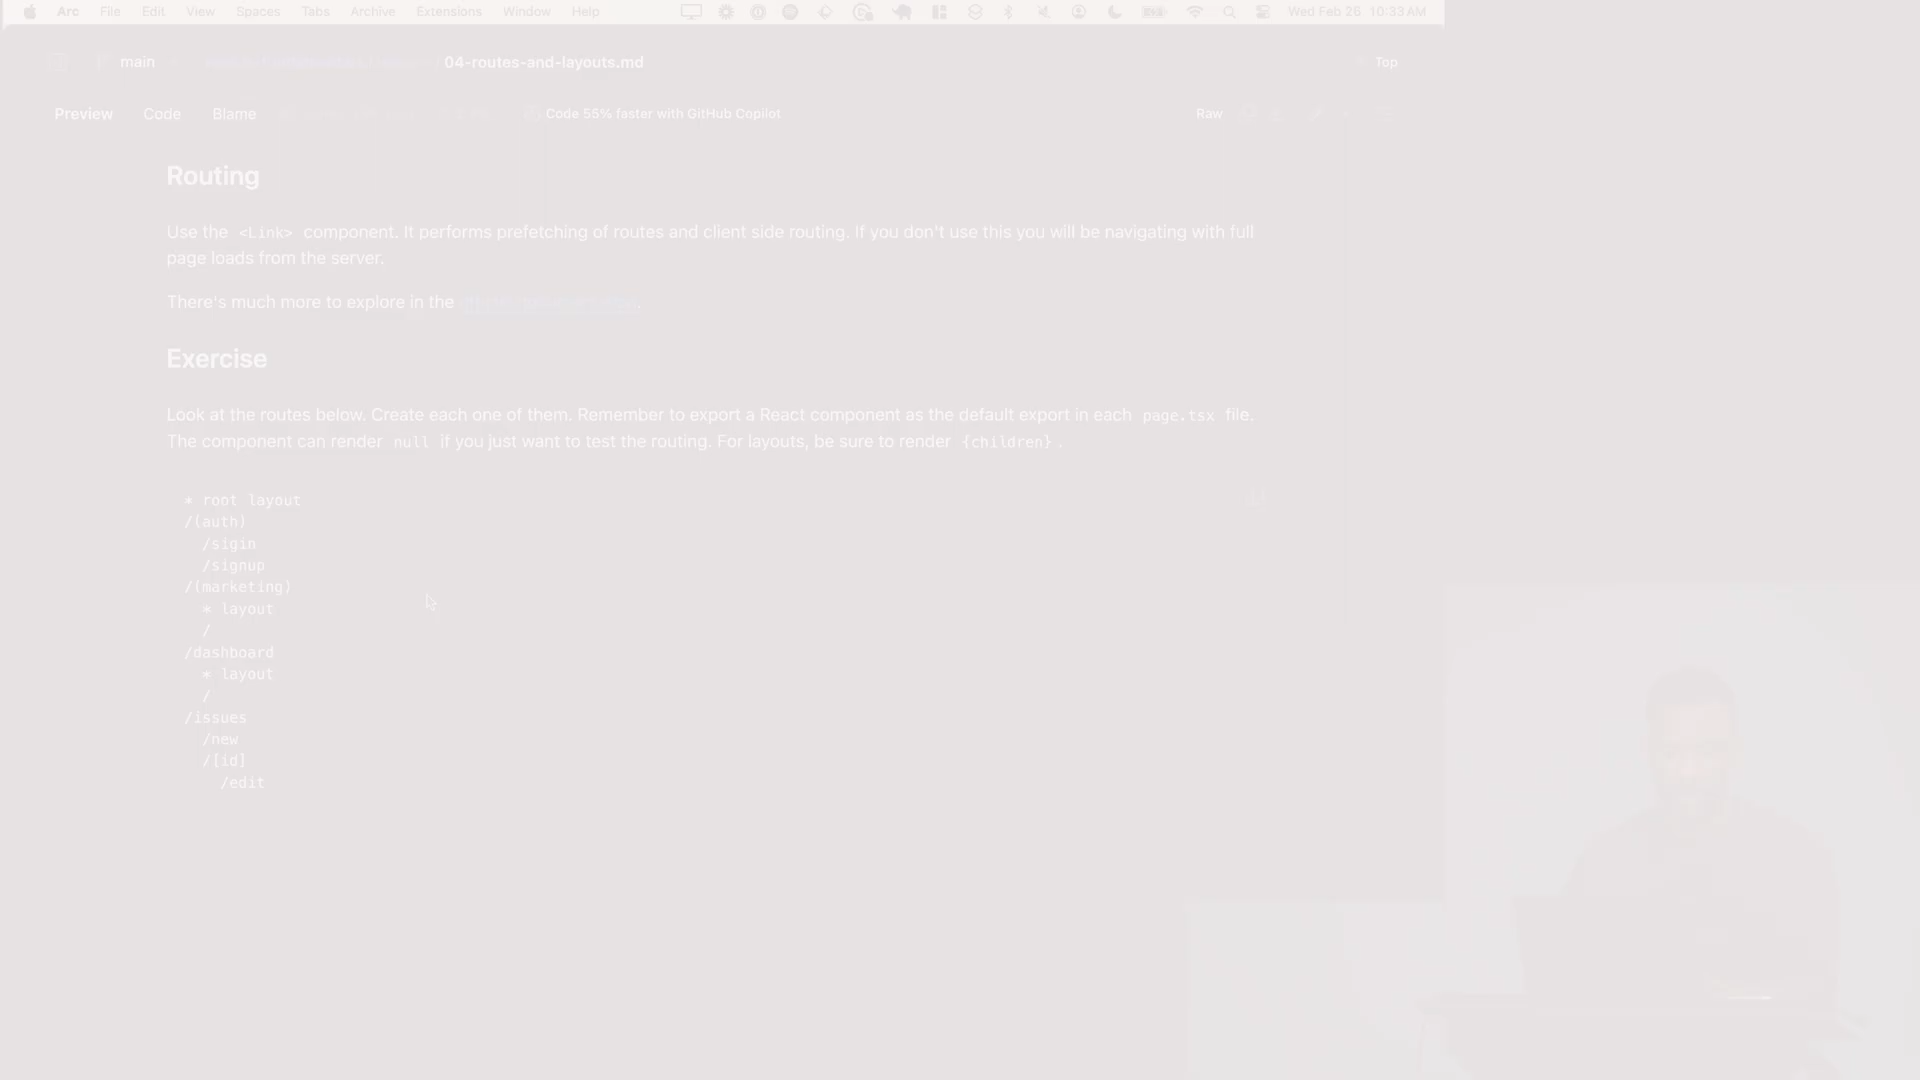 Arc File Edit View Spaces Tabs Archive Extensions Window Help Wed Feb 26 10:33 AM
main / 04-routes-and-layouts.md Top
Preview Code Blame Code 55% faster with GitHub Copilot Raw
Routing
Use the <Link> component. It performs prefetching of routes and client side routing. If you don't use this you will be navigating with full
page loads from the server.
There's much more to explore in the
Exercise
Look at the routes below. Create each one of them. Remember to export a React component as the default export in each page.tsx file.
The component can render null if you just want to test the routing. For layouts, be sure to render {children} .
* root layout
/(auth)
/sigin
/signup
/(marketing)
* layout
/
/dashboard
* layout
/
/issues
/new
/[id]
/edit